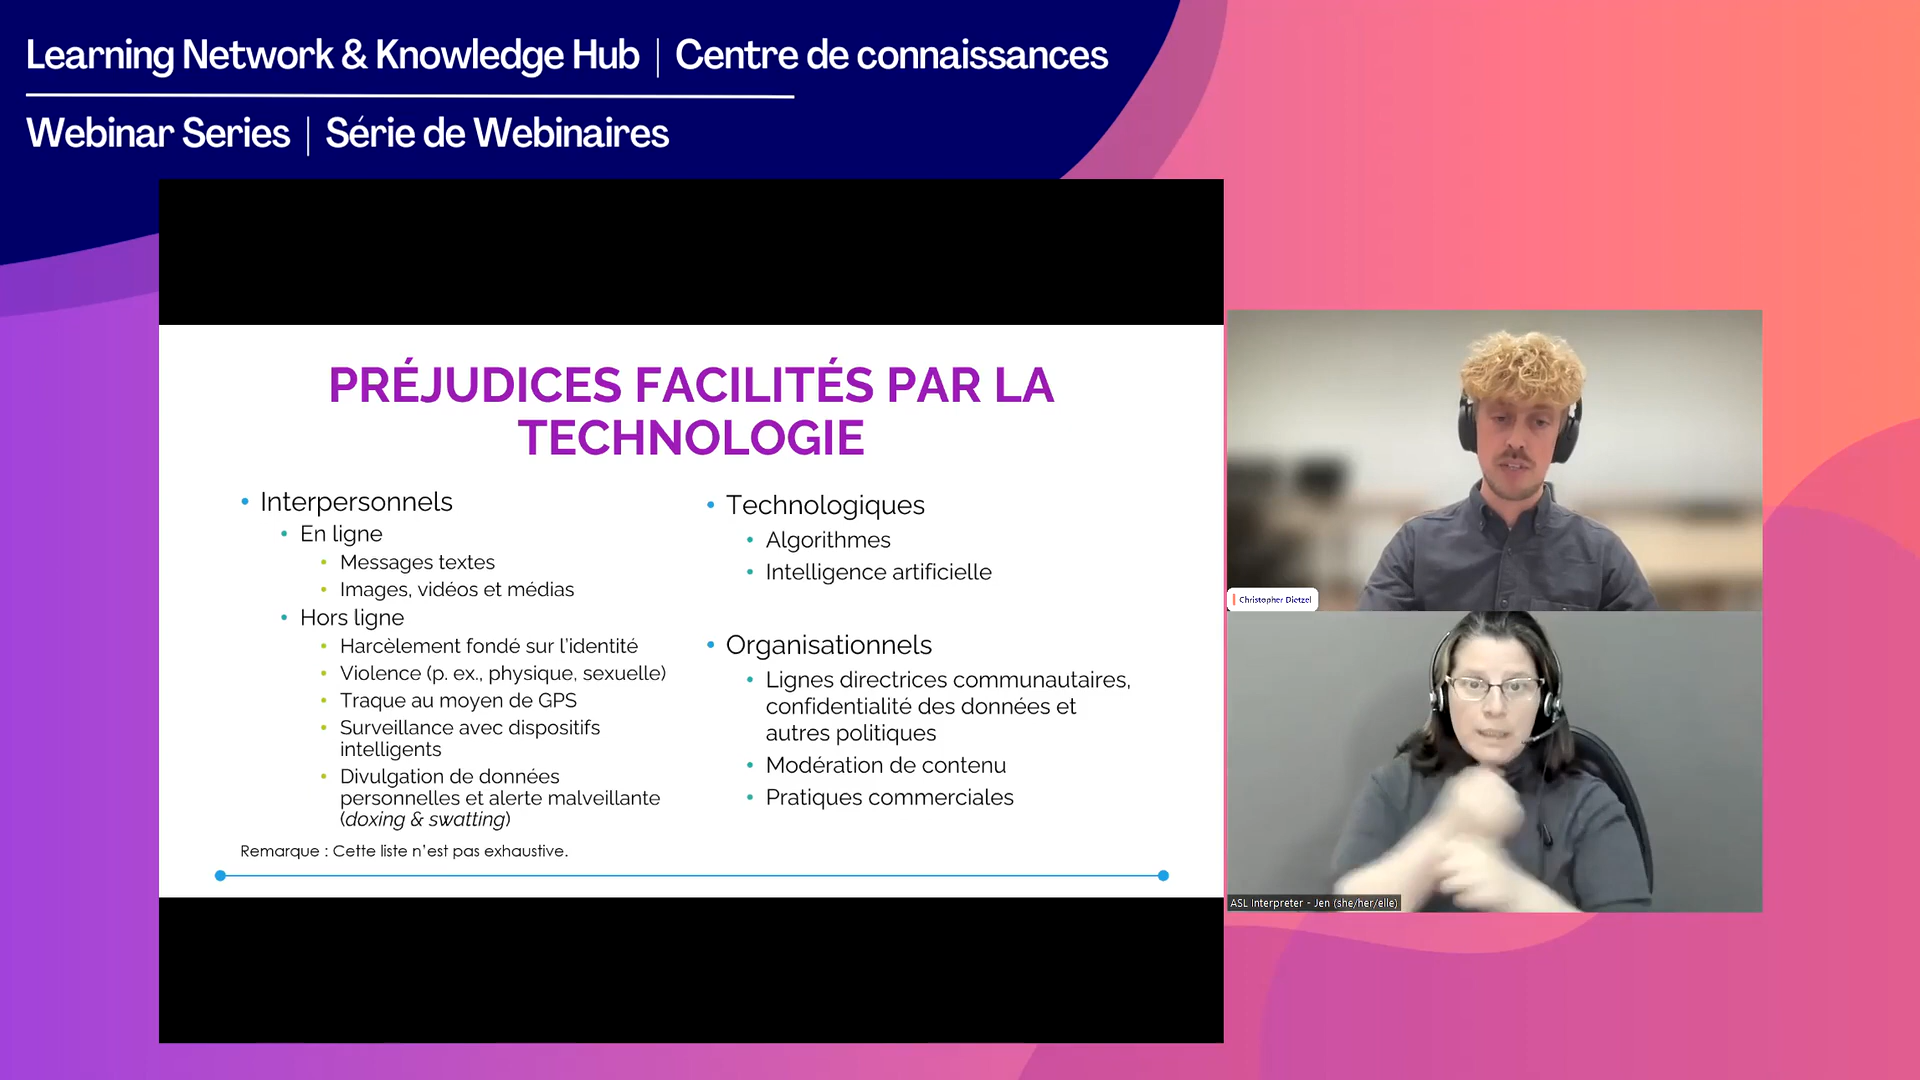 Learning Network & Knowledge Hub | Centre de connaissances
Webinar Series | Série de Webinaires
PRÉJUDICES FACILITÉS PAR LA
TECHNOLOGIE
• Interpersonnels
• En ligne
• Messages textes
• Images, vidéos et médias
• Hors ligne
• Harcèlement fondé sur l'identité
• Violence (p. ex., physique, sexuelle)
• Traque au moyen de GPS
• Surveillance avec dispositifs
intelligents
• Divulgation de données
personnelles et alerte malveillante
(doxing & swatting)
Remarque : Cette liste n'est pas exhaustive.
• Technologiques
• Algorithmes
• Intelligence artificielle
• Organisationnels
• Lignes directrices communautaires,
confidentialité des données et
autres politiques
• Modération de contenu
• Pratiques commerciales
Christopher Dietzel
ASL Interpreter - Jen (she/her/elle)